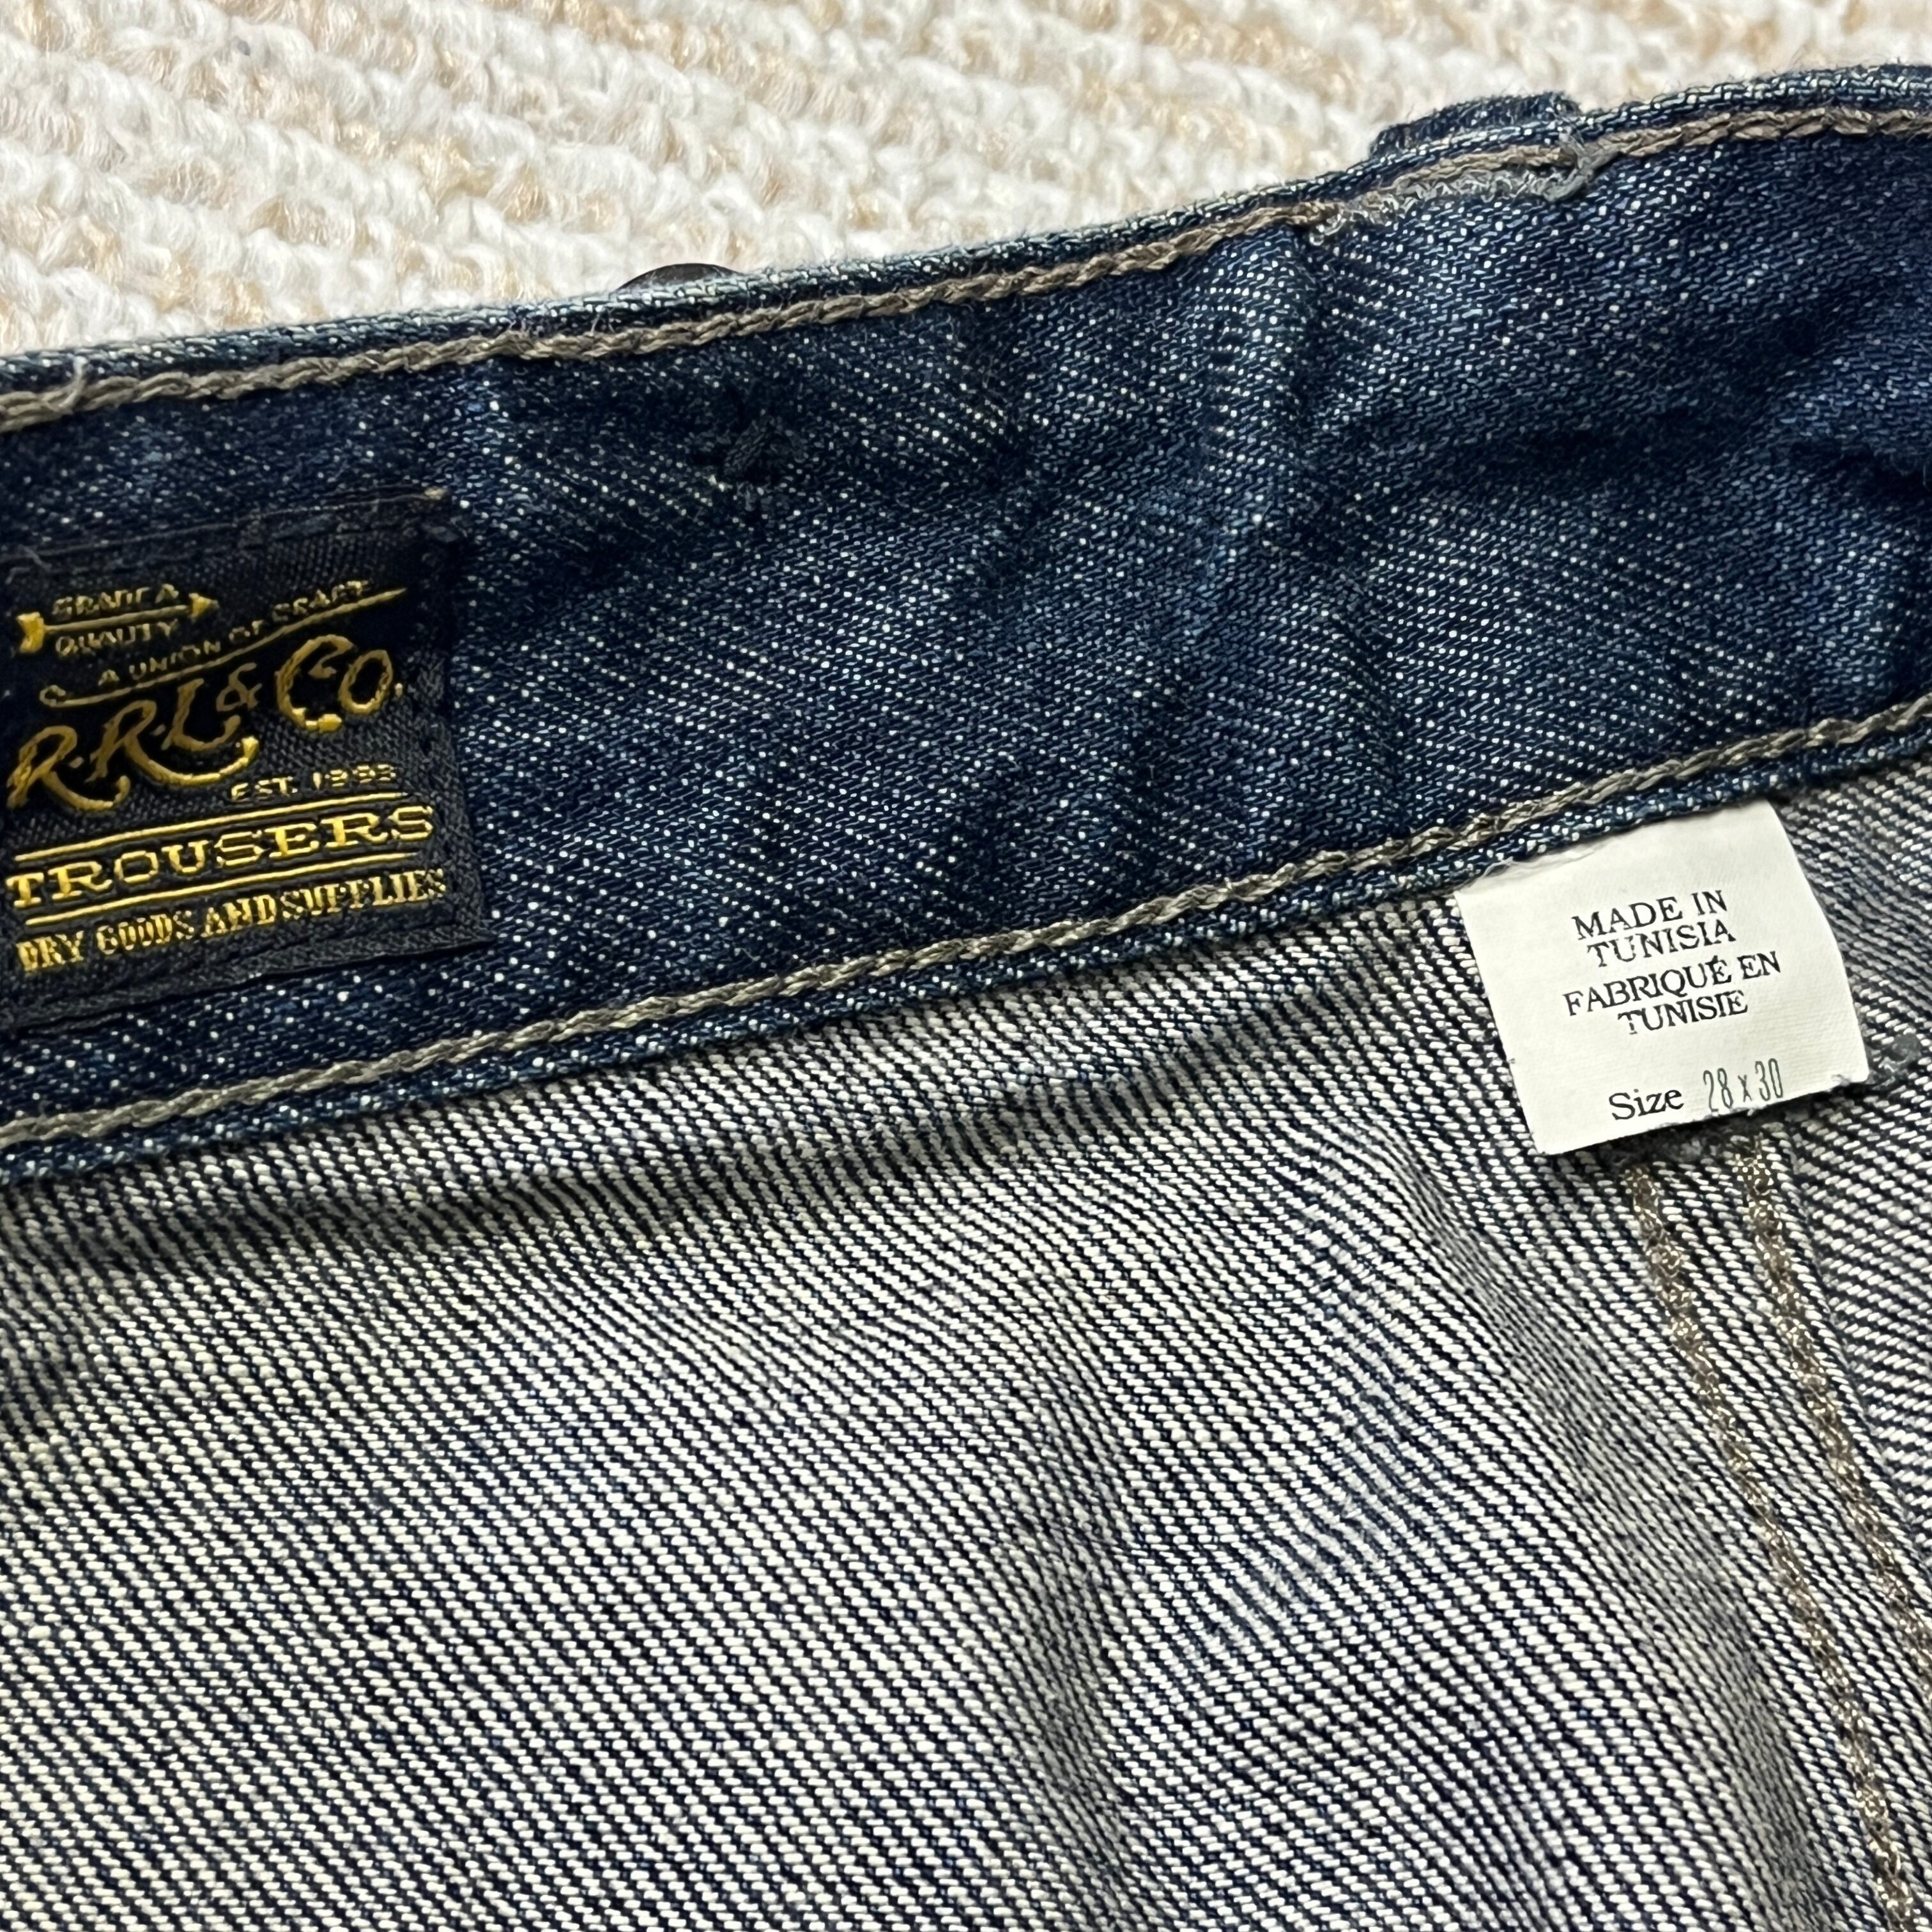 GRADE A
QUALITY
A UNION OF CRAFT
R.R.L & Co.
EST. 1993
TROUSERS
DRY GOODS AND SUPPLIES
MADE IN
TUNISIA
FABRIQUÉ EN
TUNISIE
Size 28 x 30